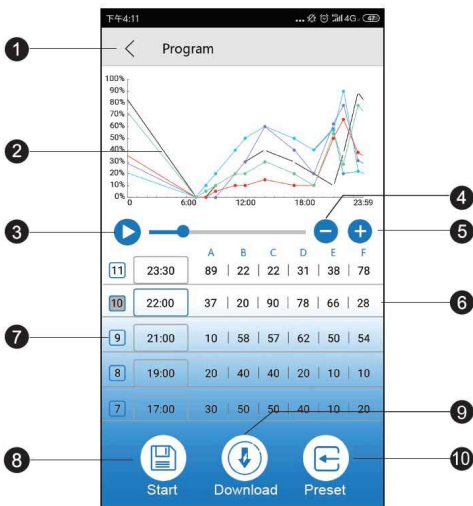 下午4:11 ... 4G 47
1 Program
100%
90%
80%
70%
60%
50%
2 40%
30%
20%
10%
0%
0 6:00 12:00 18:00 23:59
4
3 5
A B C D E F
11 23:30 89 | 22 | 22 | 31 | 38 | 78
10 22:00 37 | 20 | 90 | 78 | 66 | 28 6
7 9 21:00 10 | 58 | 57 | 62 | 50 | 54
8 19:00 20 | 40 | 40 | 20 | 10 | 10
7 17:00 30 | 50 | 50 | 40 | 10 | 20
9
8 10
Start Download Preset